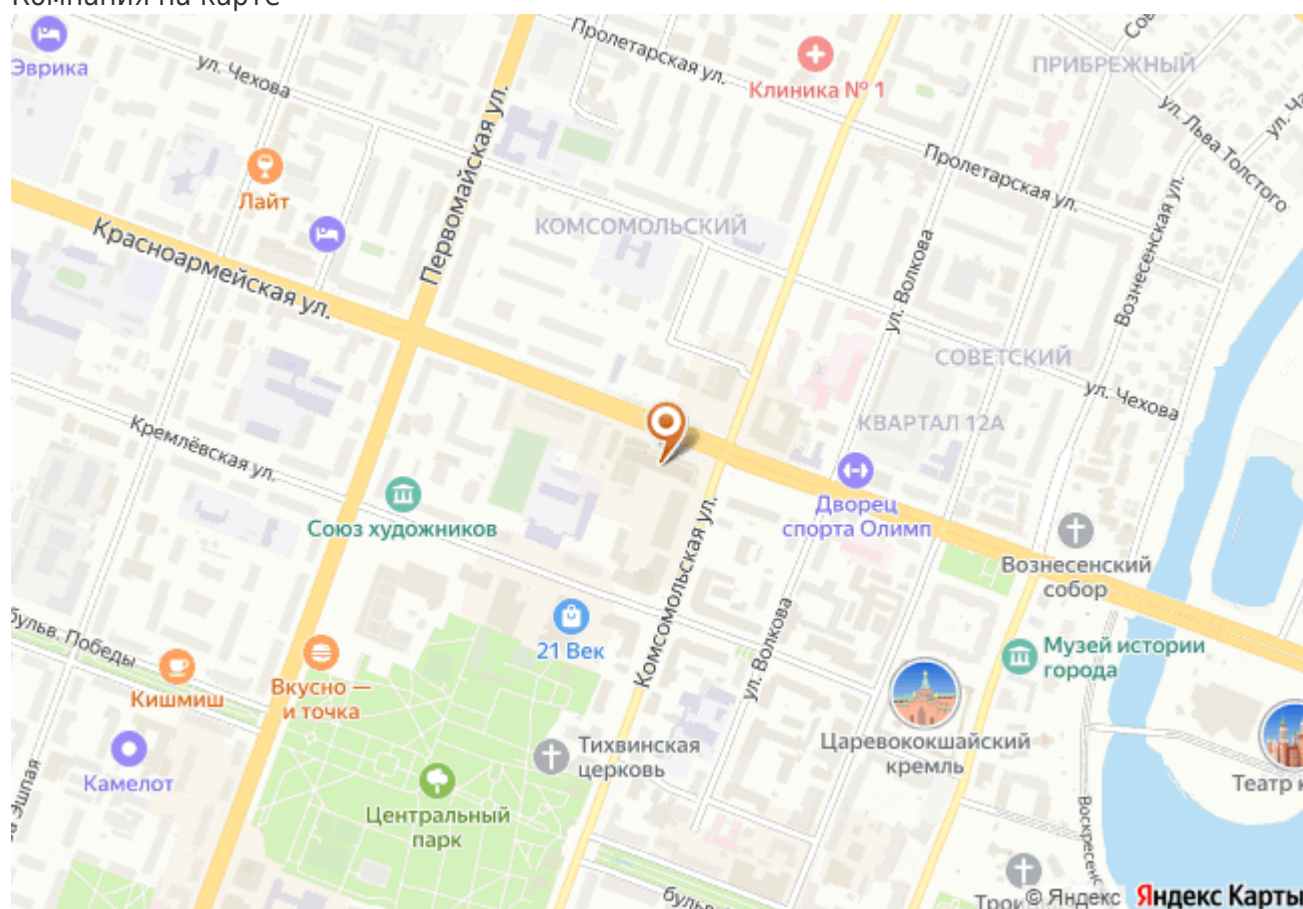 Компания на карте
Эврика
ул. Чехова
Пролетарская ул.
Клиника № 1
ПРИБРЕЖНЫЙ
ул. Льва Толстого
Лайт
Первомайская ул.
Пролетарская ул.
Вознесенская ул.
КОМСОМОЛЬСКИЙ
Красноармейская ул.
ул. Волкова
СОВЕТСКИЙ
ул. Чехова
КВАРТАЛ 12А
Кремлёвская ул.
Союз художников
Дворец
спорта Олимп
Комсомольская ул.
Вознесенский
собор
бульв. Победы
21 Век
ул. Волкова
Музей истории
города
Кишмиш
Вкусно —
и точка
Тихвинская
церковь
Царевококшайский
кремль
Камелот
Театр
Центральный
парк
© Яндекс Яндекс Карты